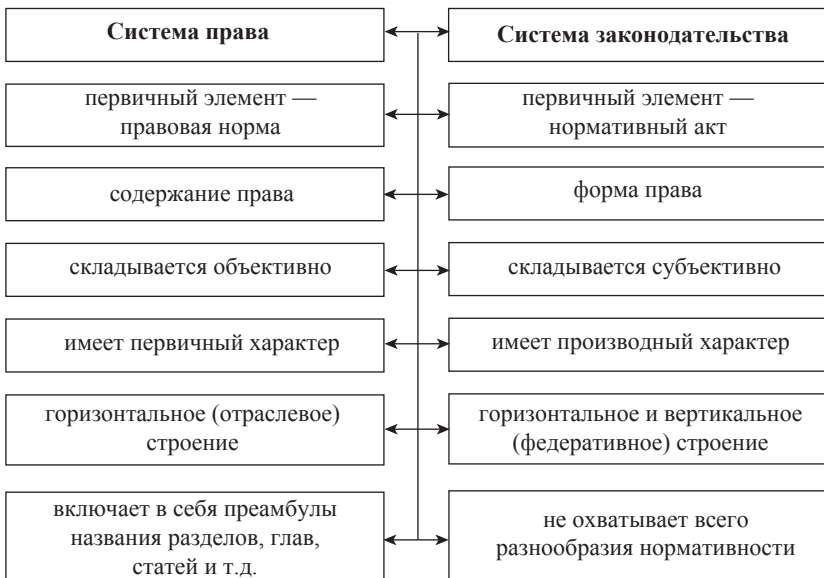 Система права
Система законодательства
первичный элемент —
правовая норма
первичный элемент —
нормативный акт
содержание права
форма права
складывается объективно
складывается субъективно
имеет первичный характер
имеет производный характер
горизонтальное (отраслевое)
строение
горизонтальное и вертикальное
(федеративное) строение
включает в себя преамбулы
названия разделов, глав,
статей и т.д.
не охватывает всего
разнообразия нормативности